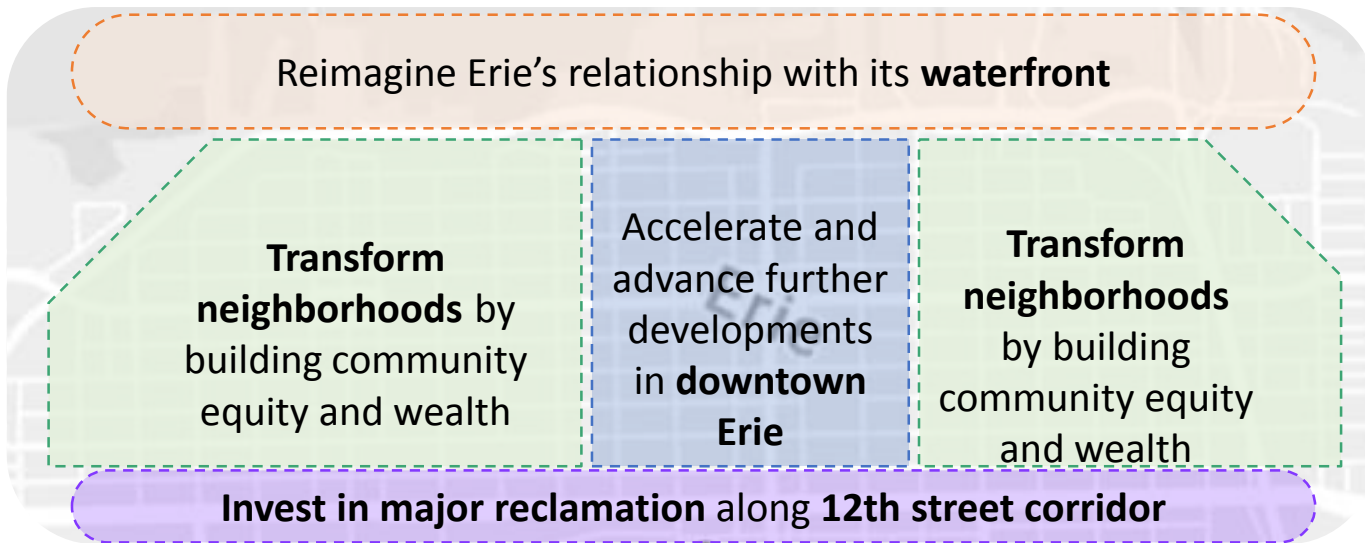 Reimagine Erie's relationship with its waterfront
Transform
neighborhoods by
building community
equity and wealth
Accelerate and
advance further
developments
in downtown
Erie
Erie
Transform
neighborhoods
by building
community equity
and wealth
Invest in major reclamation along 12th street corridor